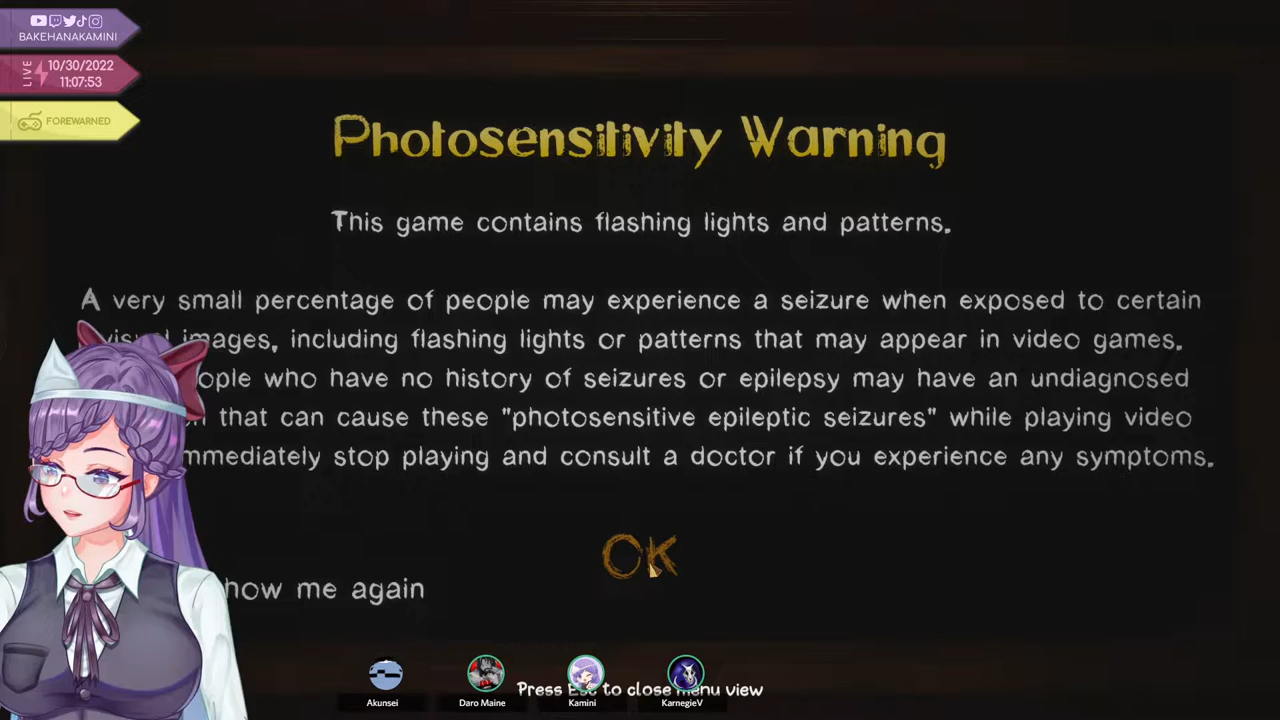 BAKEHANAKAMINI
LIVE
10/30/2022
11:07:53
FOREWARNED
Photosensitivity Warning
This game contains flashing lights and patterns.
A very small percentage of people may experience a seizure when exposed to certain
images, including flashing lights or patterns that may appear in video games.
who have no history of seizures or epilepsy may have an undiagnosed
that can cause these "photosensitive epileptic seizures" while playing video
immediately stop playing and consult a doctor if you experience any symptoms.
OK
me again
Press Esc to close menu view
Akunsei
Daro Maine
Kamini
KarnegieV